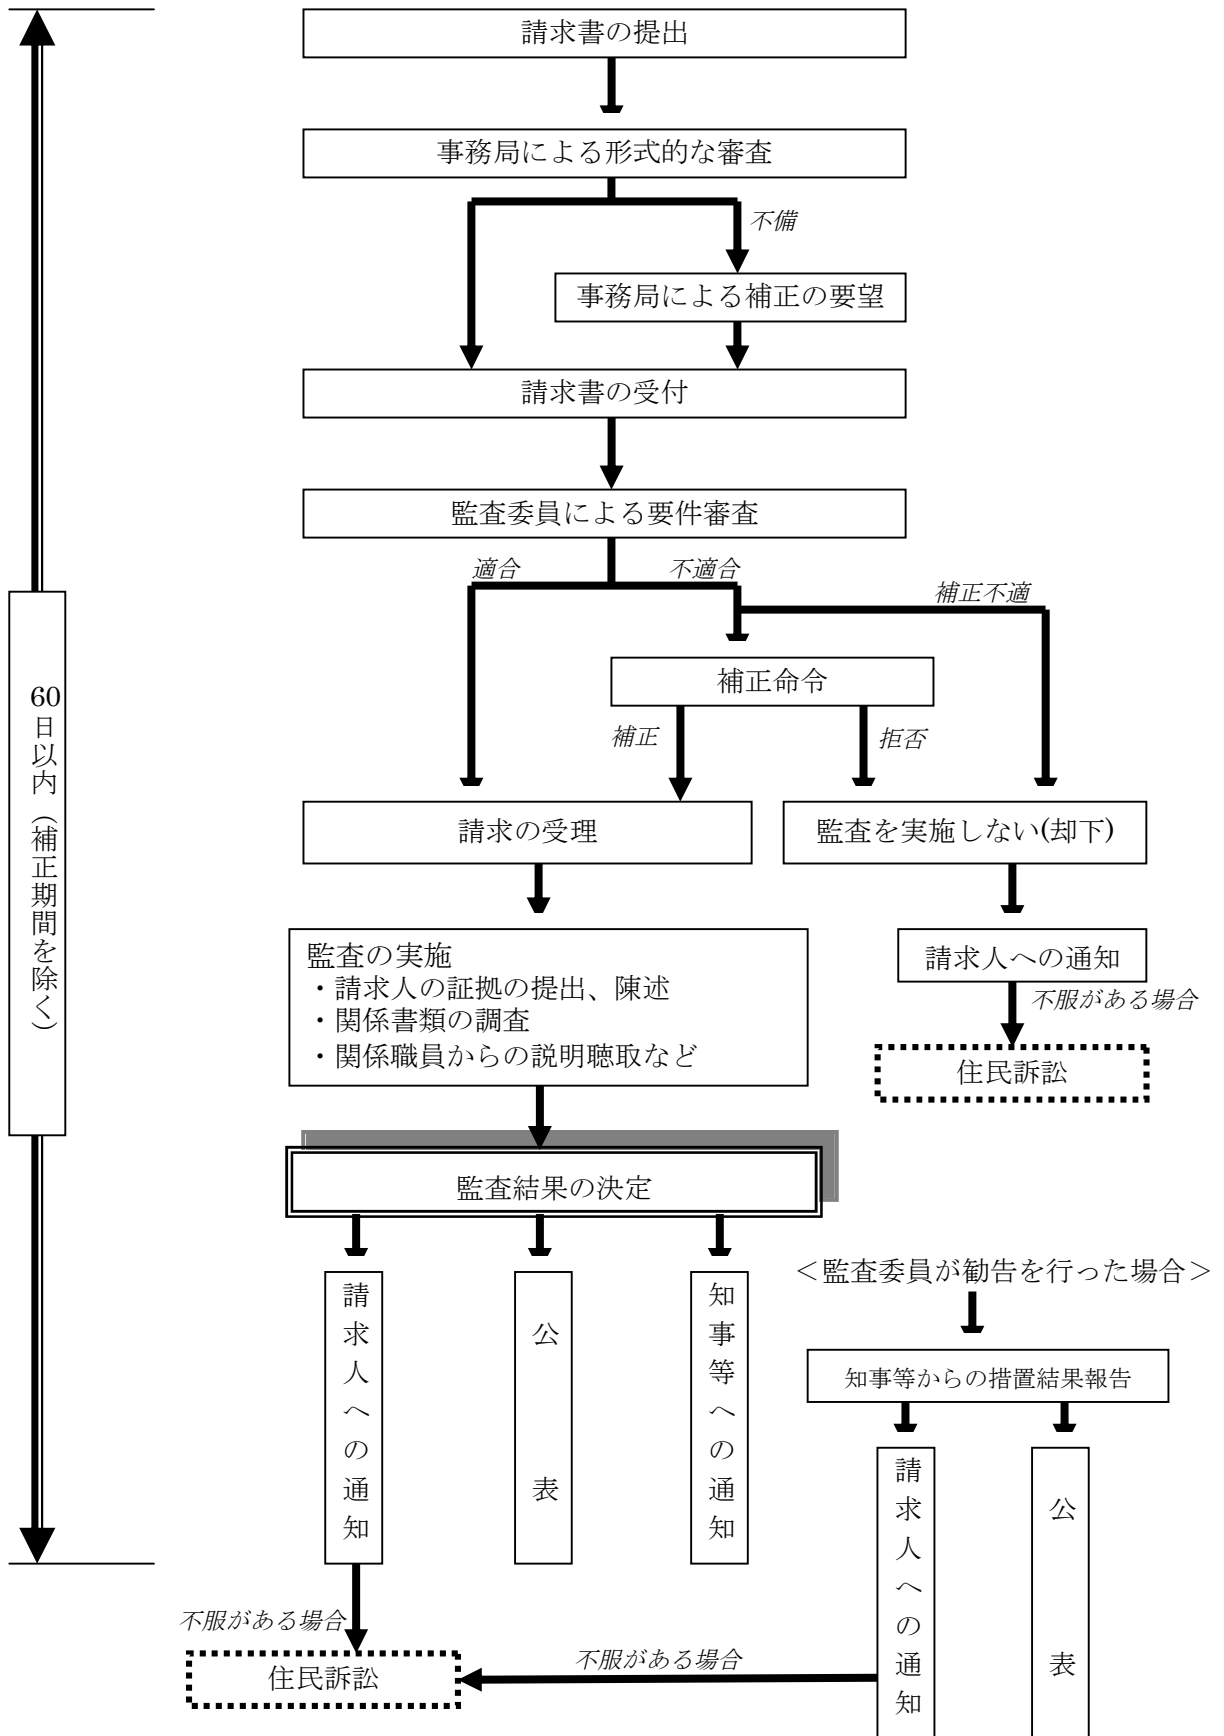 請求書の提出
事務局による形式的な審査
不備
事務局による補正の要望
請求書の受付
監査委員による要件審査
適合
不適合
補正不適
補正命令
補正
拒否
請求の受理
監査を実施しない(却下)
監査の実施
・請求人の証拠の提出、陳述
・関係書類の調査
・関係職員からの説明聴取など
請求人への通知
不服がある場合
住民訴訟
監査結果の決定
請求人への通知
公表
知事等への通知
＜監査委員が勧告を行った場合＞
知事等からの措置結果報告
請求人への通知
公表
不服がある場合
不服がある場合
住民訴訟
60日以内（補正期間を除く）